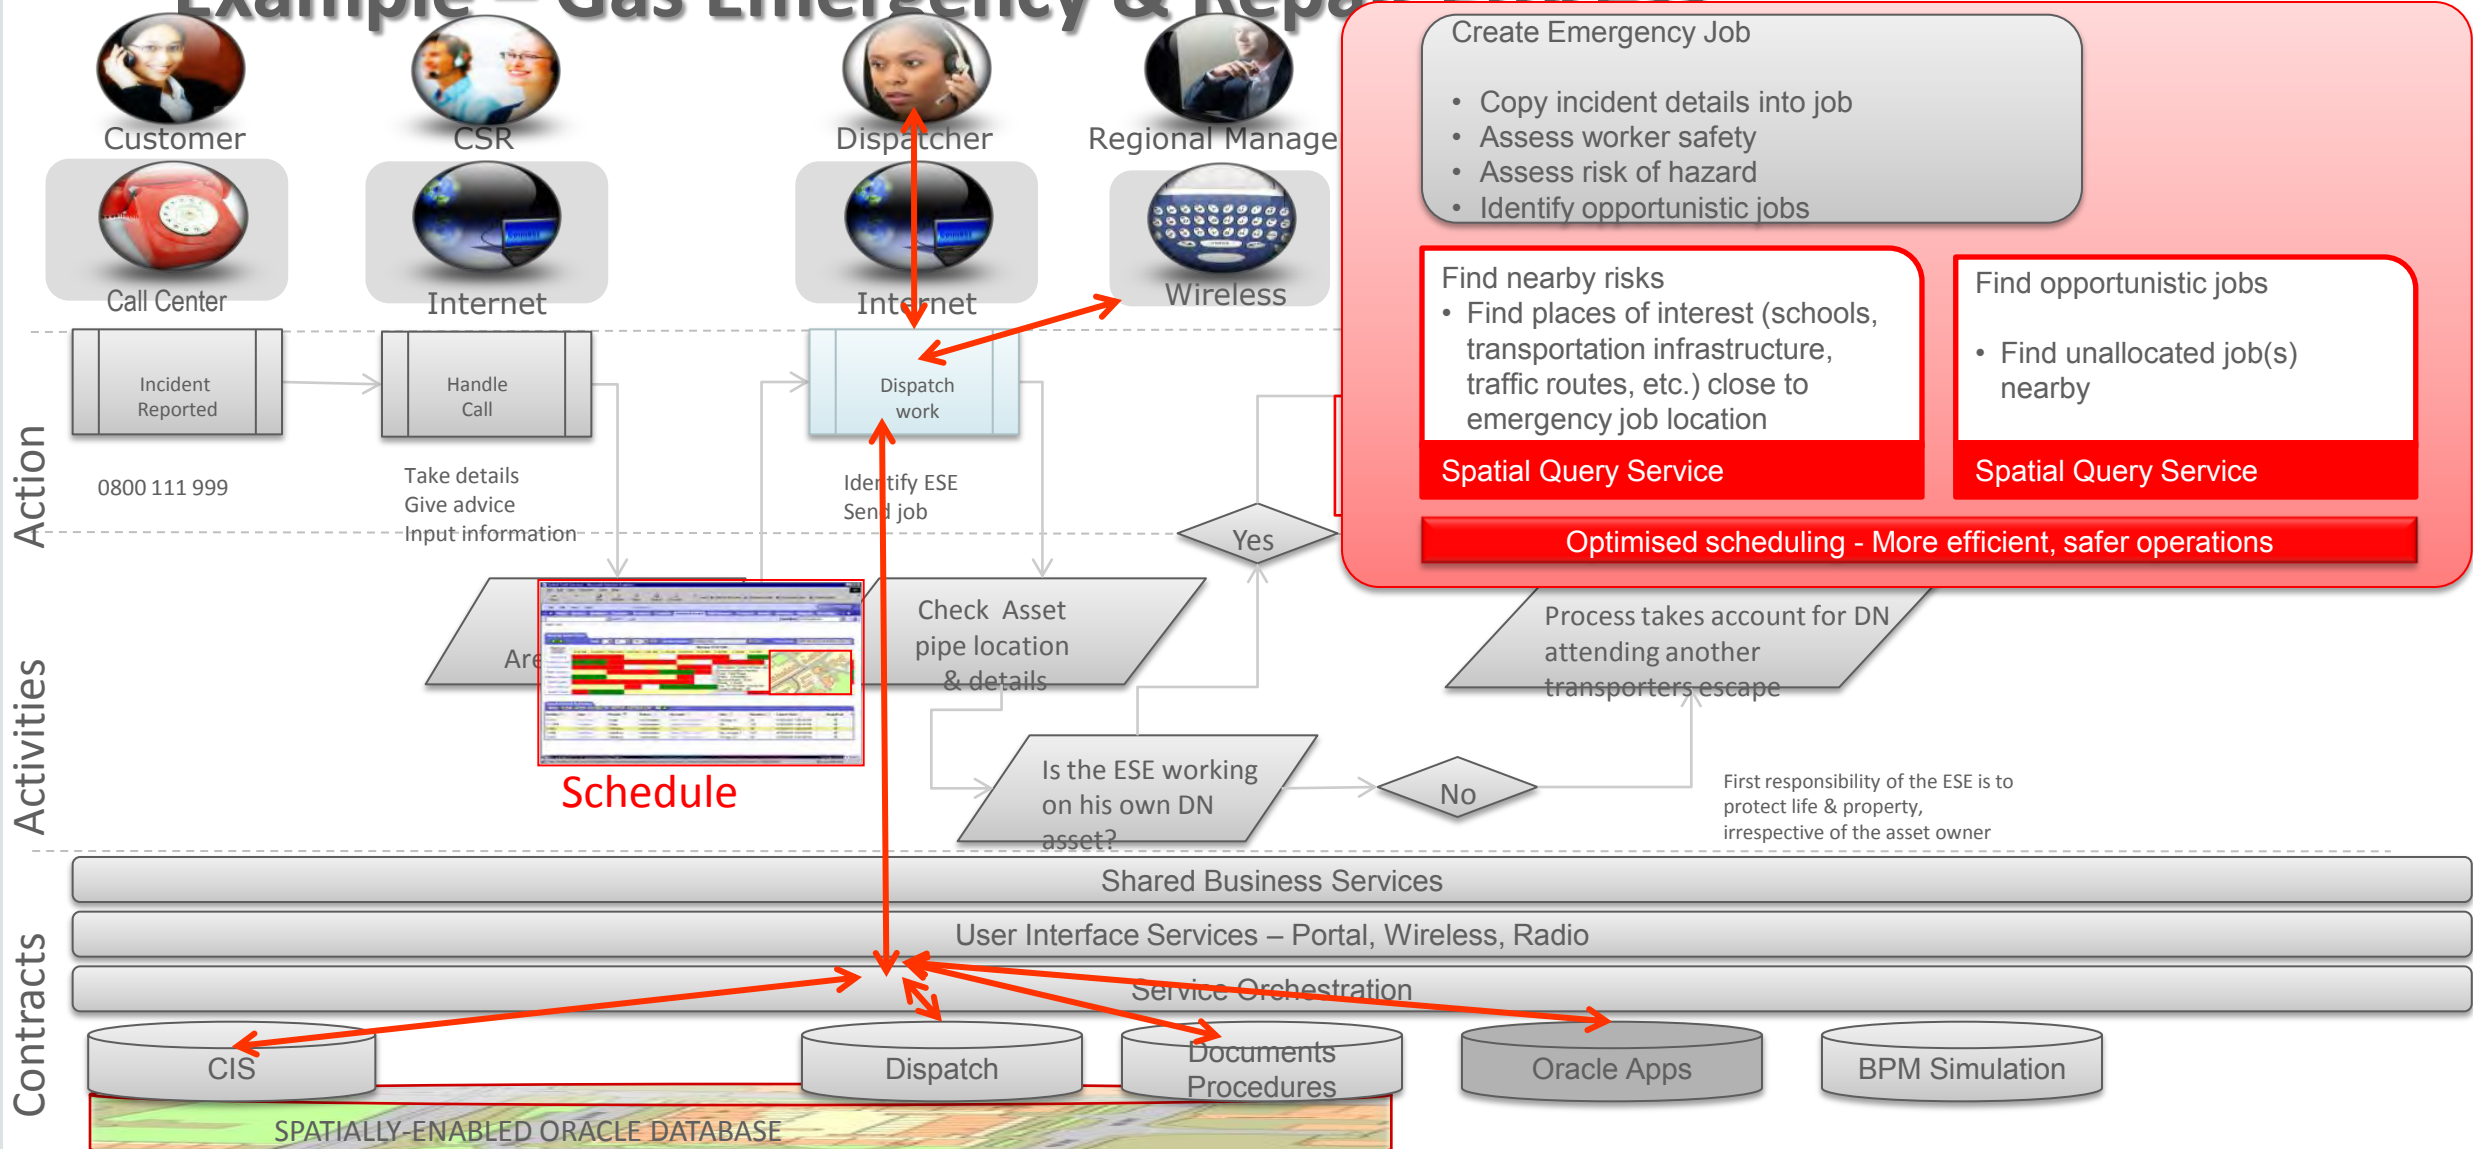 Example – Gas Emergency & Repair
Customer
CSR
Dispatcher
Regional Manage
Call Center
Internet
Internet
Wireless
Create Emergency Job
• Copy incident details into job
• Assess worker safety
• Assess risk of hazard
• Identify opportunistic jobs
Find nearby risks
• Find places of interest (schools,
transportation infrastructure,
traffic routes, etc.) close to
emergency job location
Spatial Query Service
Find opportunistic jobs
• Find unallocated job(s)
nearby
Spatial Query Service
Optimised scheduling - More efficient, safer operations
Action
Incident
Reported
Handle
Call
Dispatch
work
0800 111 999
Take details
Give advice
Input information
Identify ESE
Send job
Yes
Activities
Are
Schedule
Check Asset
pipe location
& details
Process takes account for DN
attending another
transporters escape
Is the ESE working
on his own DN
asset?
No
First responsibility of the ESE is to
protect life & property,
irrespective of the asset owner
Contracts
Shared Business Services
User Interface Services – Portal, Wireless, Radio
Service Orchestration
CIS
Dispatch
Documents
Procedures
Oracle Apps
BPM Simulation
SPATIALLY-ENABLED ORACLE DATABASE